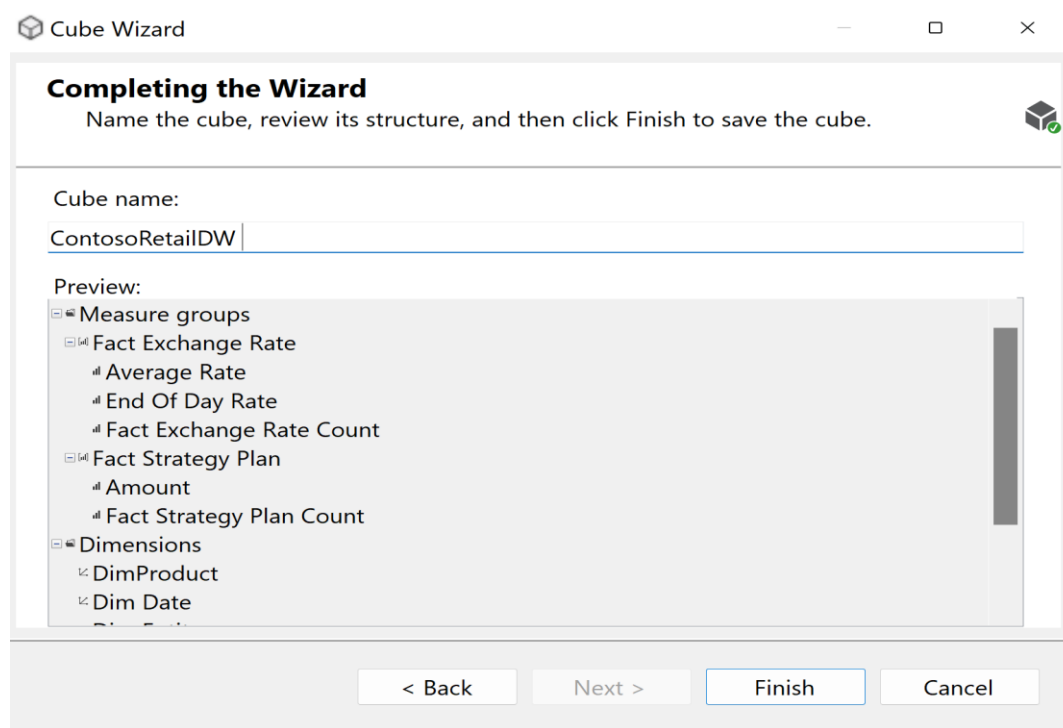 Cube Wizard
Completing the Wizard
Name the cube, review its structure, and then click Finish to save the cube.
Cube name:
ContosoRetailDW
Preview:
Measure groups
Fact Exchange Rate
Average Rate
End Of Day Rate
Fact Exchange Rate Count
Fact Strategy Plan
Amount
Fact Strategy Plan Count
Dimensions
DimProduct
Dim Date
< Back Next > Finish Cancel